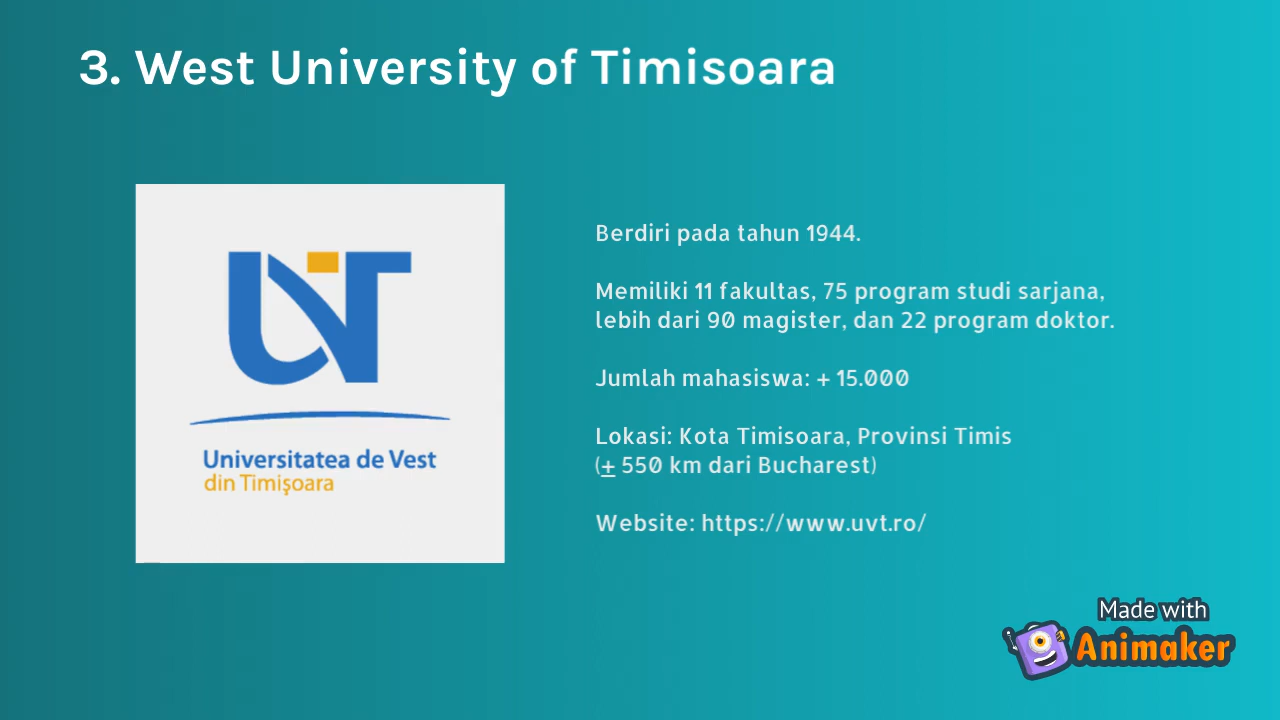 3. West University of Timisoara
UVT
Universitatea de Vest
din Timişoara
Berdiri pada tahun 1944.
Memiliki 11 fakultas, 75 program studi sarjana,
lebih dari 90 magister, dan 22 program doktor.
Jumlah mahasiswa: + 15.000
Lokasi: Kota Timisoara, Provinsi Timis
(+ 550 km dari Bucharest)
Website: https://www.uvt.ro/
Made with
Animaker